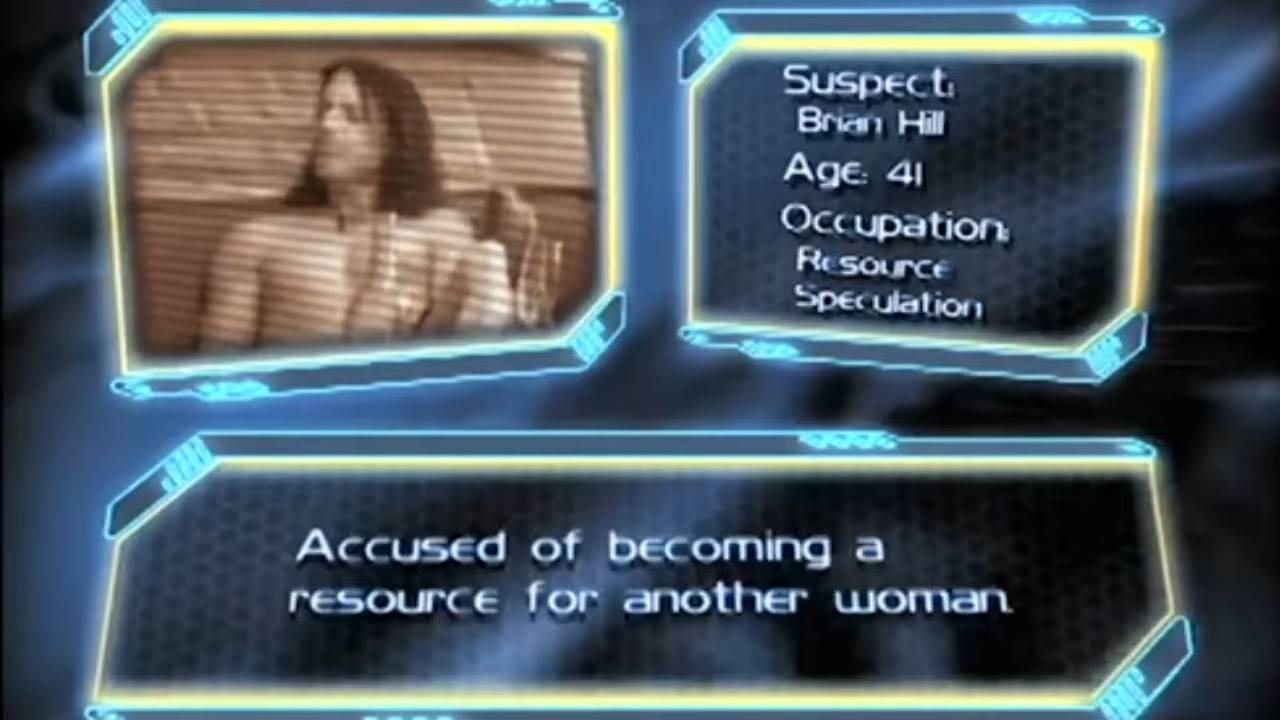 Suspect:
Brian Hill
Age: 41
Occupation:
Resource
Speculation
Accused of becoming a
resource for another woman.